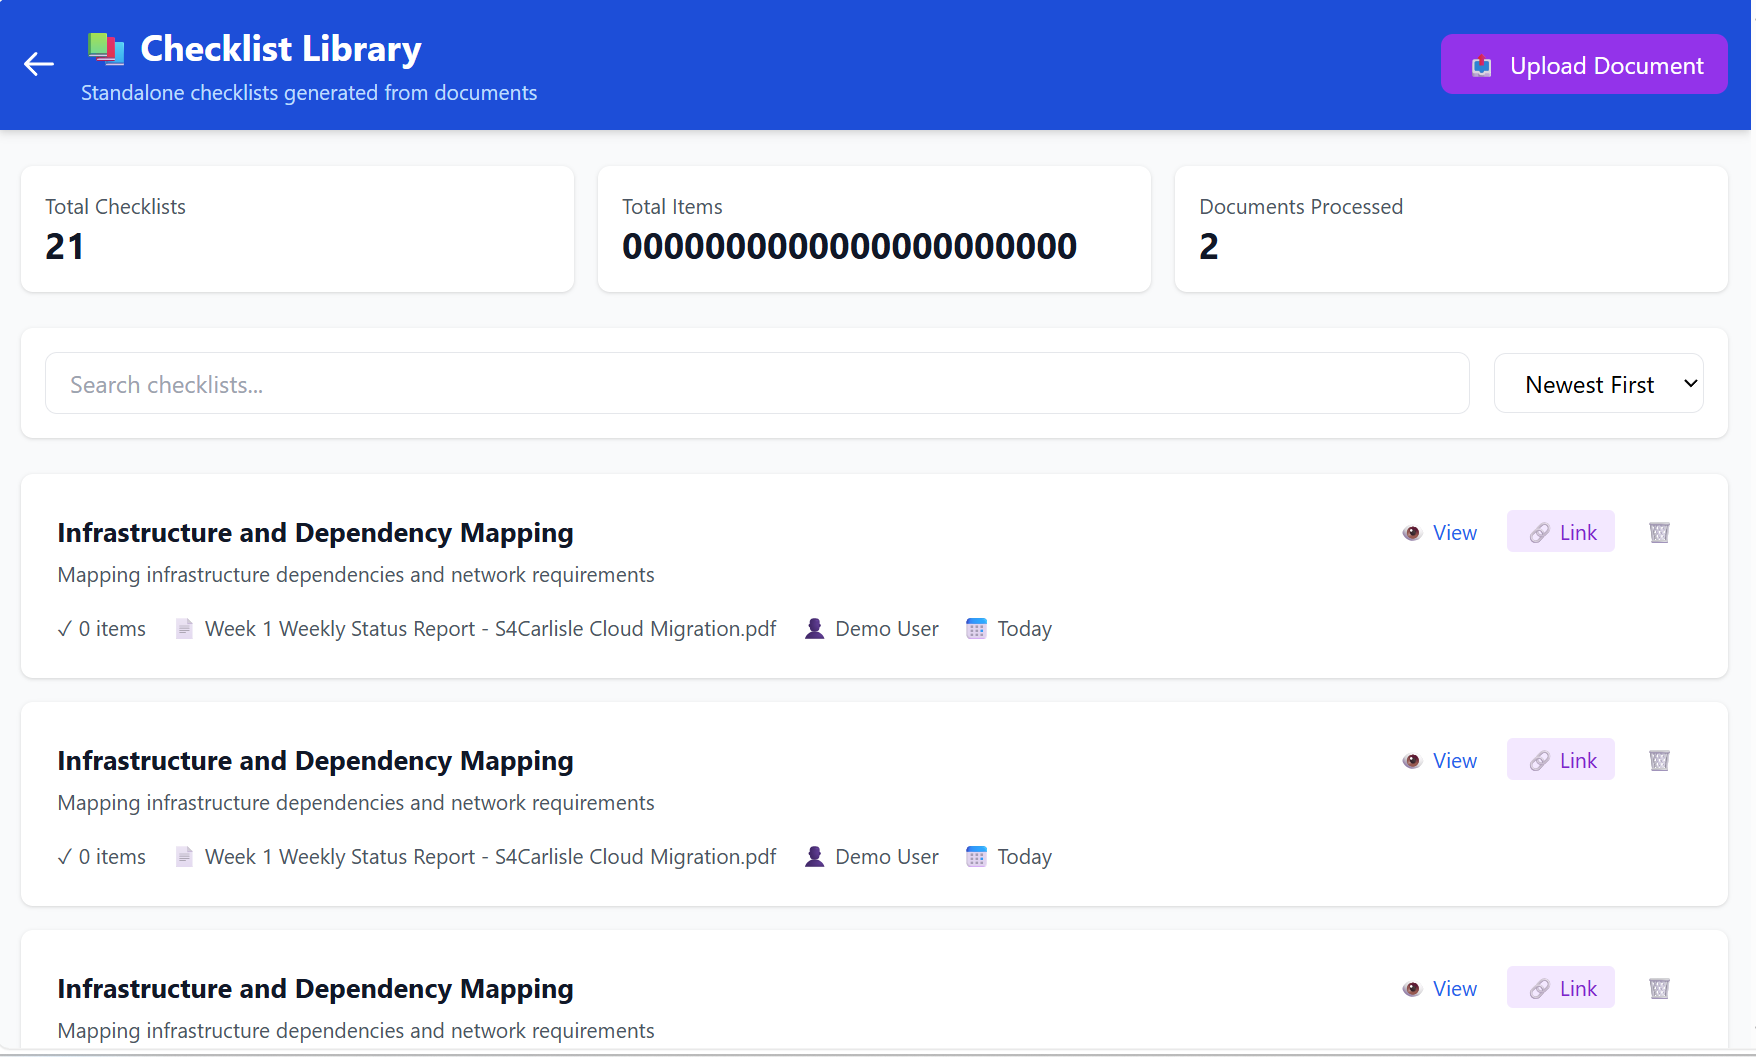 Checklist Library
Standalone checklists generated from documents
Upload Document
Total Checklists
21
Total Items
0000000000000000000000
Documents Processed
2
Search checklists...
Newest First
Infrastructure and Dependency Mapping
View
Link
Mapping infrastructure dependencies and network requirements
✓ 0 items Week 1 Weekly Status Report - S4Carlisle Cloud Migration.pdf Demo User Today
Infrastructure and Dependency Mapping
View
Link
Mapping infrastructure dependencies and network requirements
✓ 0 items Week 1 Weekly Status Report - S4Carlisle Cloud Migration.pdf Demo User Today
Infrastructure and Dependency Mapping
View
Link
Mapping infrastructure dependencies and network requirements